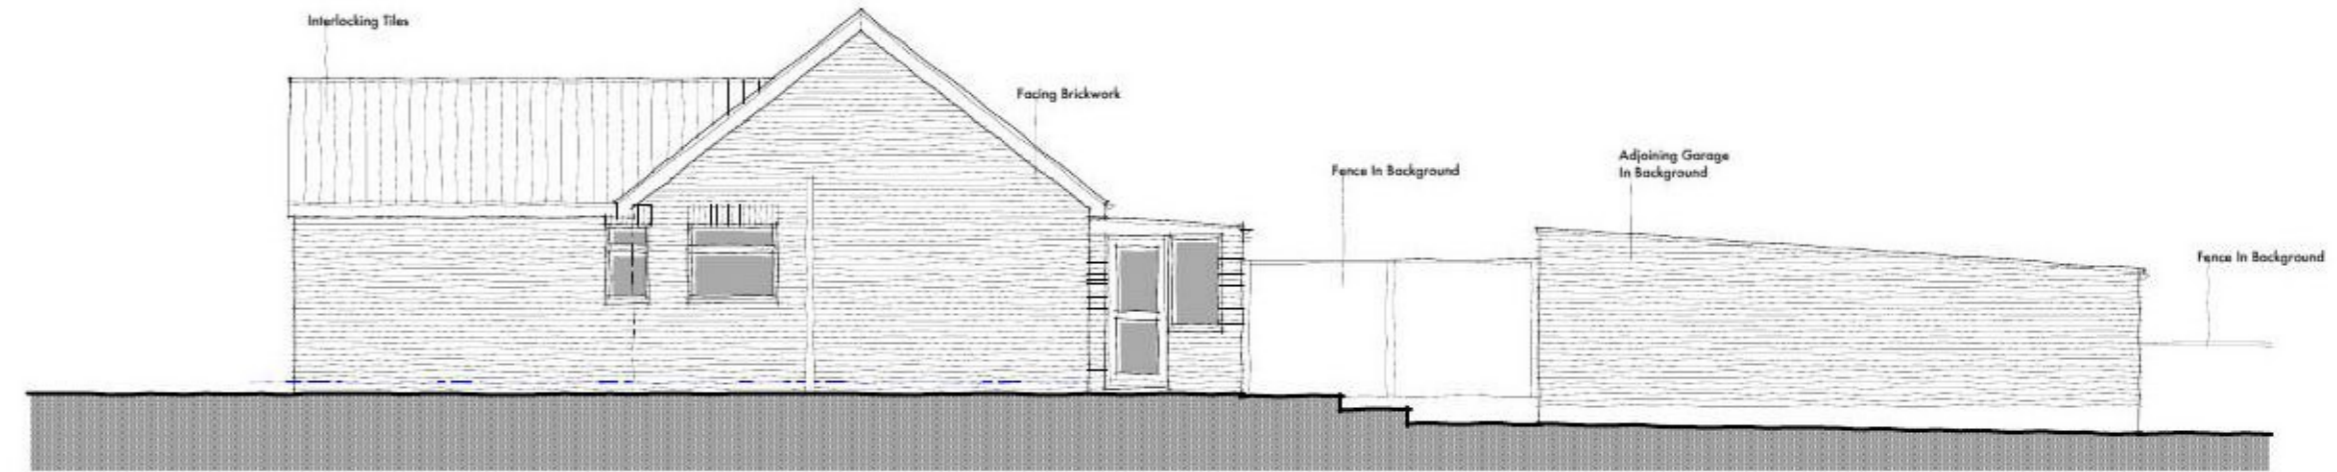 Interlocking Tiles
Facing Brickwork
Fence In Background
Adjoining Garage
In Background
Fence In Background